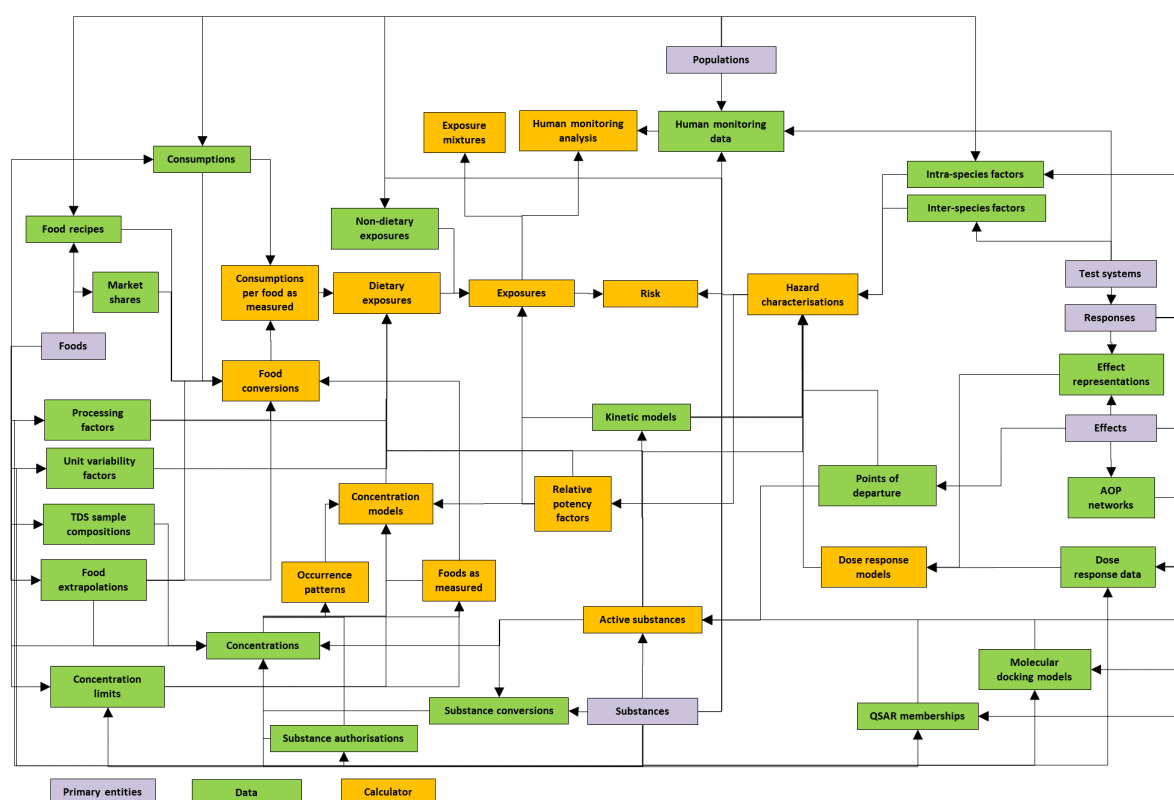 Populations
Exposure
mixtures
Human monitoring
analysis
Human monitoring
data
Consumptions
Intra-species factors
Inter-species factors
Food recipes
Non-dietary
exposures
Market
shares
Consumptions
per food as
measured
Dietary
exposures
Exposures
Risk
Hazard
characterisations
Test systems
Responses
Foods
Food
conversions
Effect
representations
Processing
factors
Kinetic models
Effects
Unit variability
factors
Concentration
models
Relative
potency
factors
Points of
departure
AOP
networks
TDS sample
compositions
Food
extrapolations
Occurrence
patterns
Foods as
measured
Dose response
models
Dose
response data
Concentrations
Active substances
Molecular
docking models
Concentration
limits
Substance conversions
Substances
QSAR memberships
Substance authorisations
Primary entities
Data
Calculator